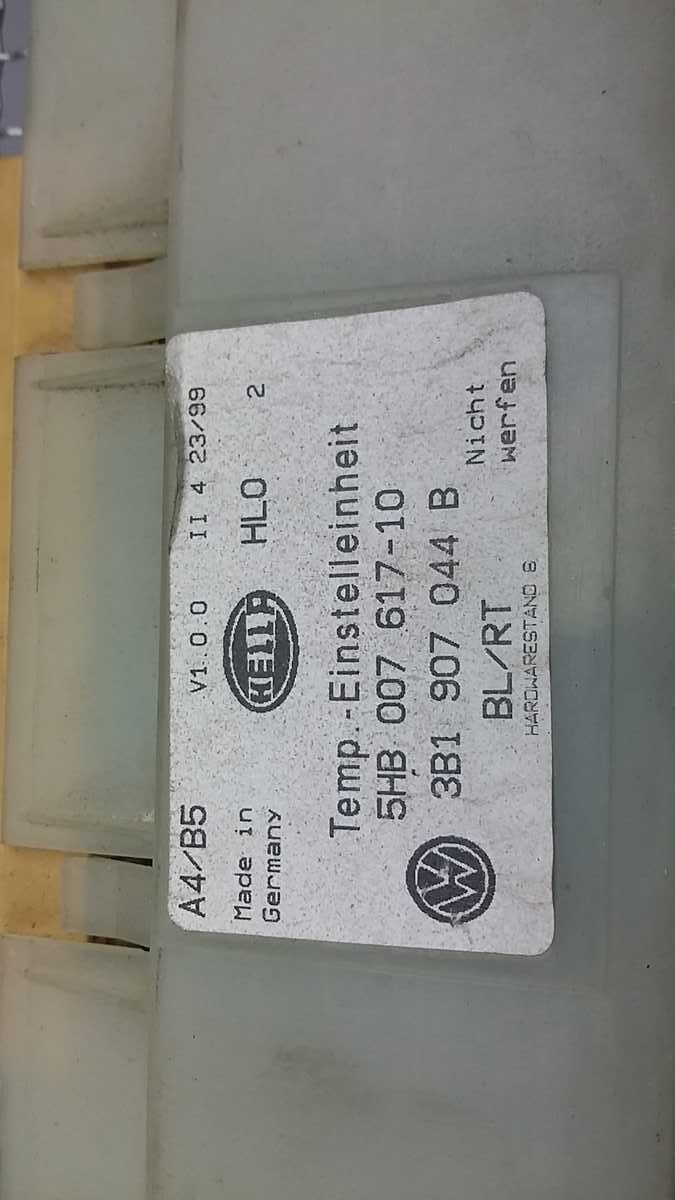 A4/B5 V1.0.0 II 4 23/99
Made in
Germany
HELLA HLO 2
Temp.-Einstelleinheit
5HB 007 617-10
VW 3B1 907 044 B
BL/RT
Nicht
werfen
HARDWARESTAND